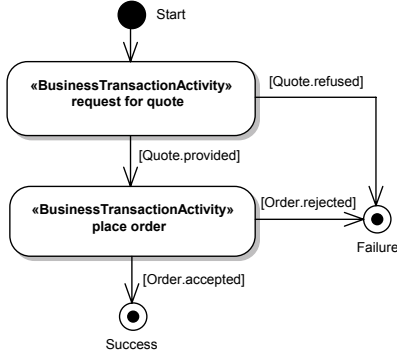 Start
«BusinessTransactionActivity»
request for quote
[Quote.refused]
[Quote.provided]
«BusinessTransactionActivity»
place order
[Order.rejected]
Failure
[Order.accepted]
Success